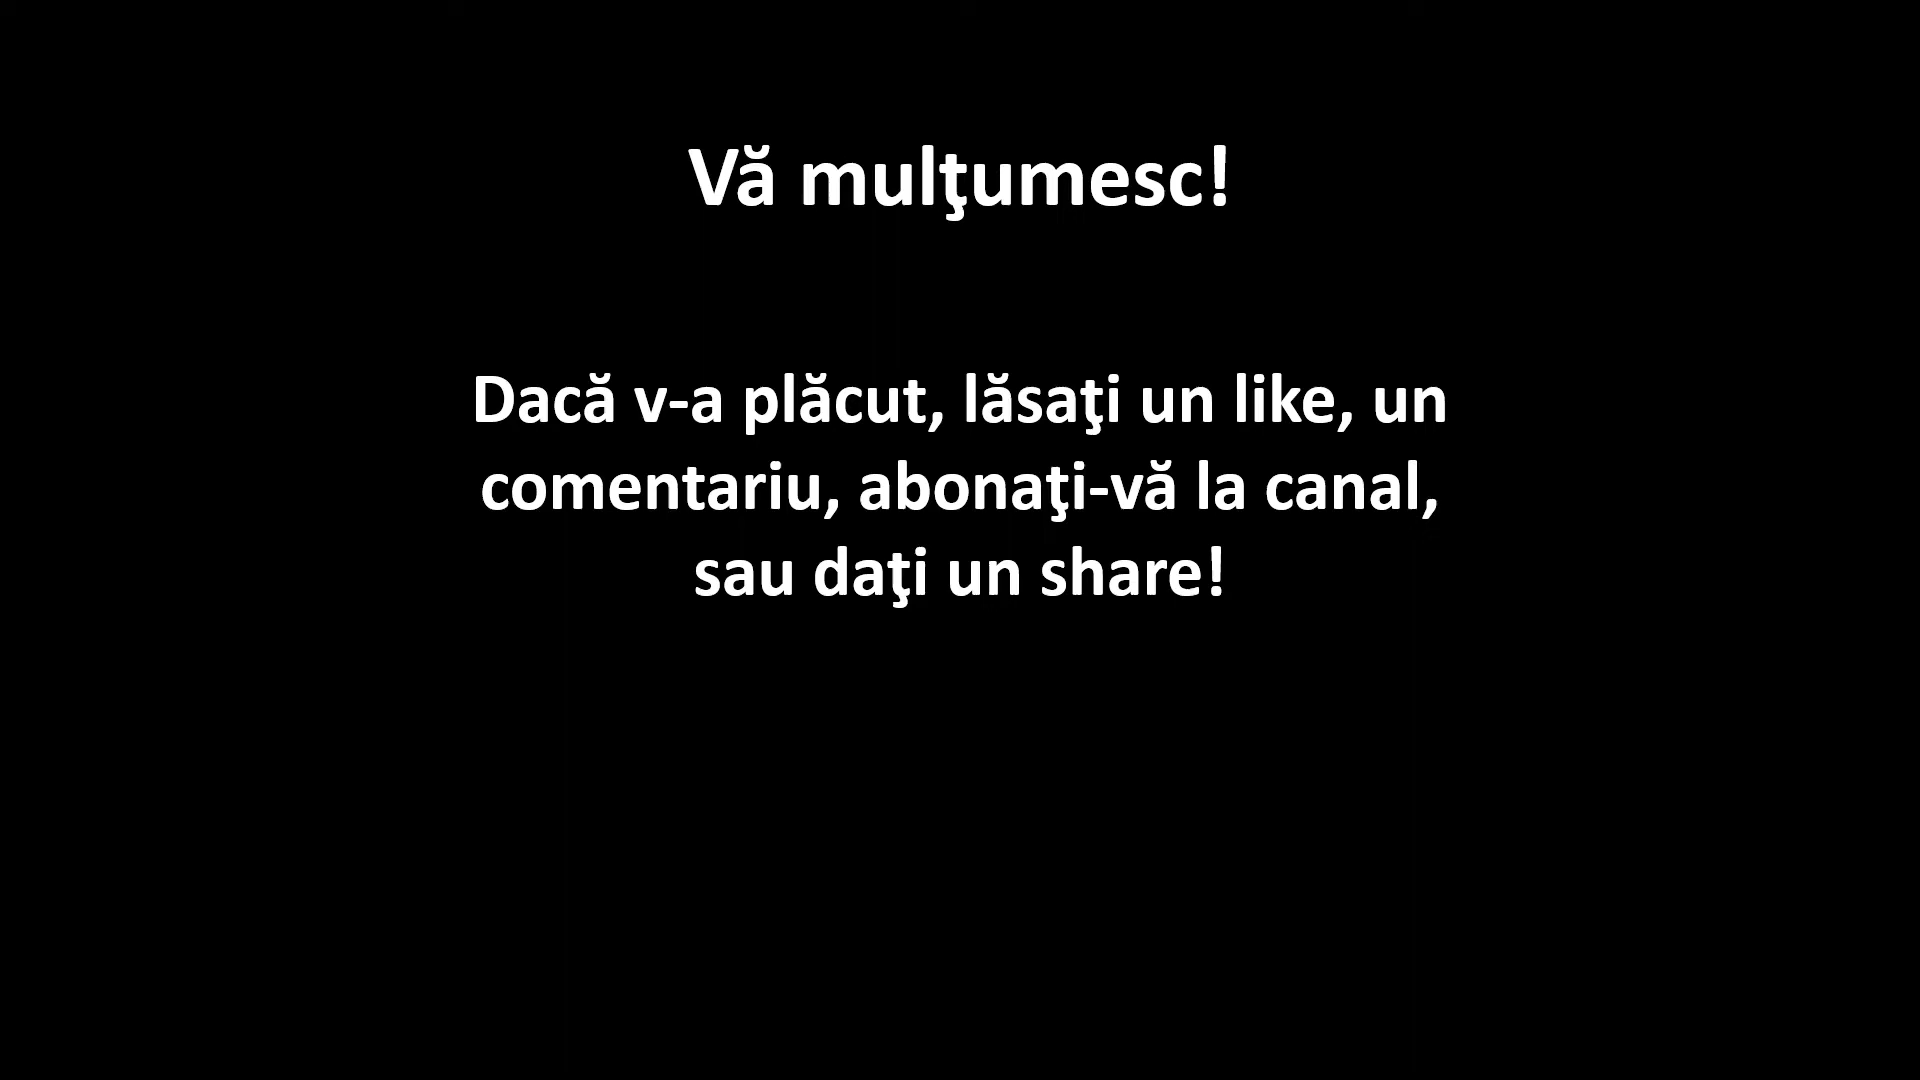 Vă mulţumesc!
Dacă v-a plăcut, lăsaţi un like, un
comentariu, abonaţi-vă la canal,
sau daţi un share!